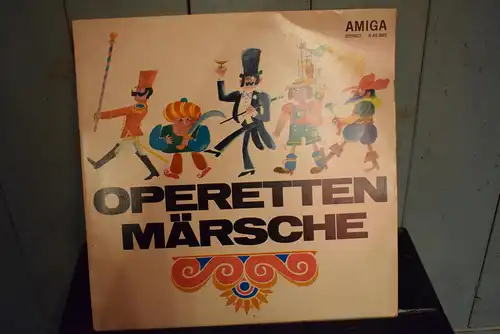 AMIGA
STEREO
OPERETTEN
MÄRSCHE